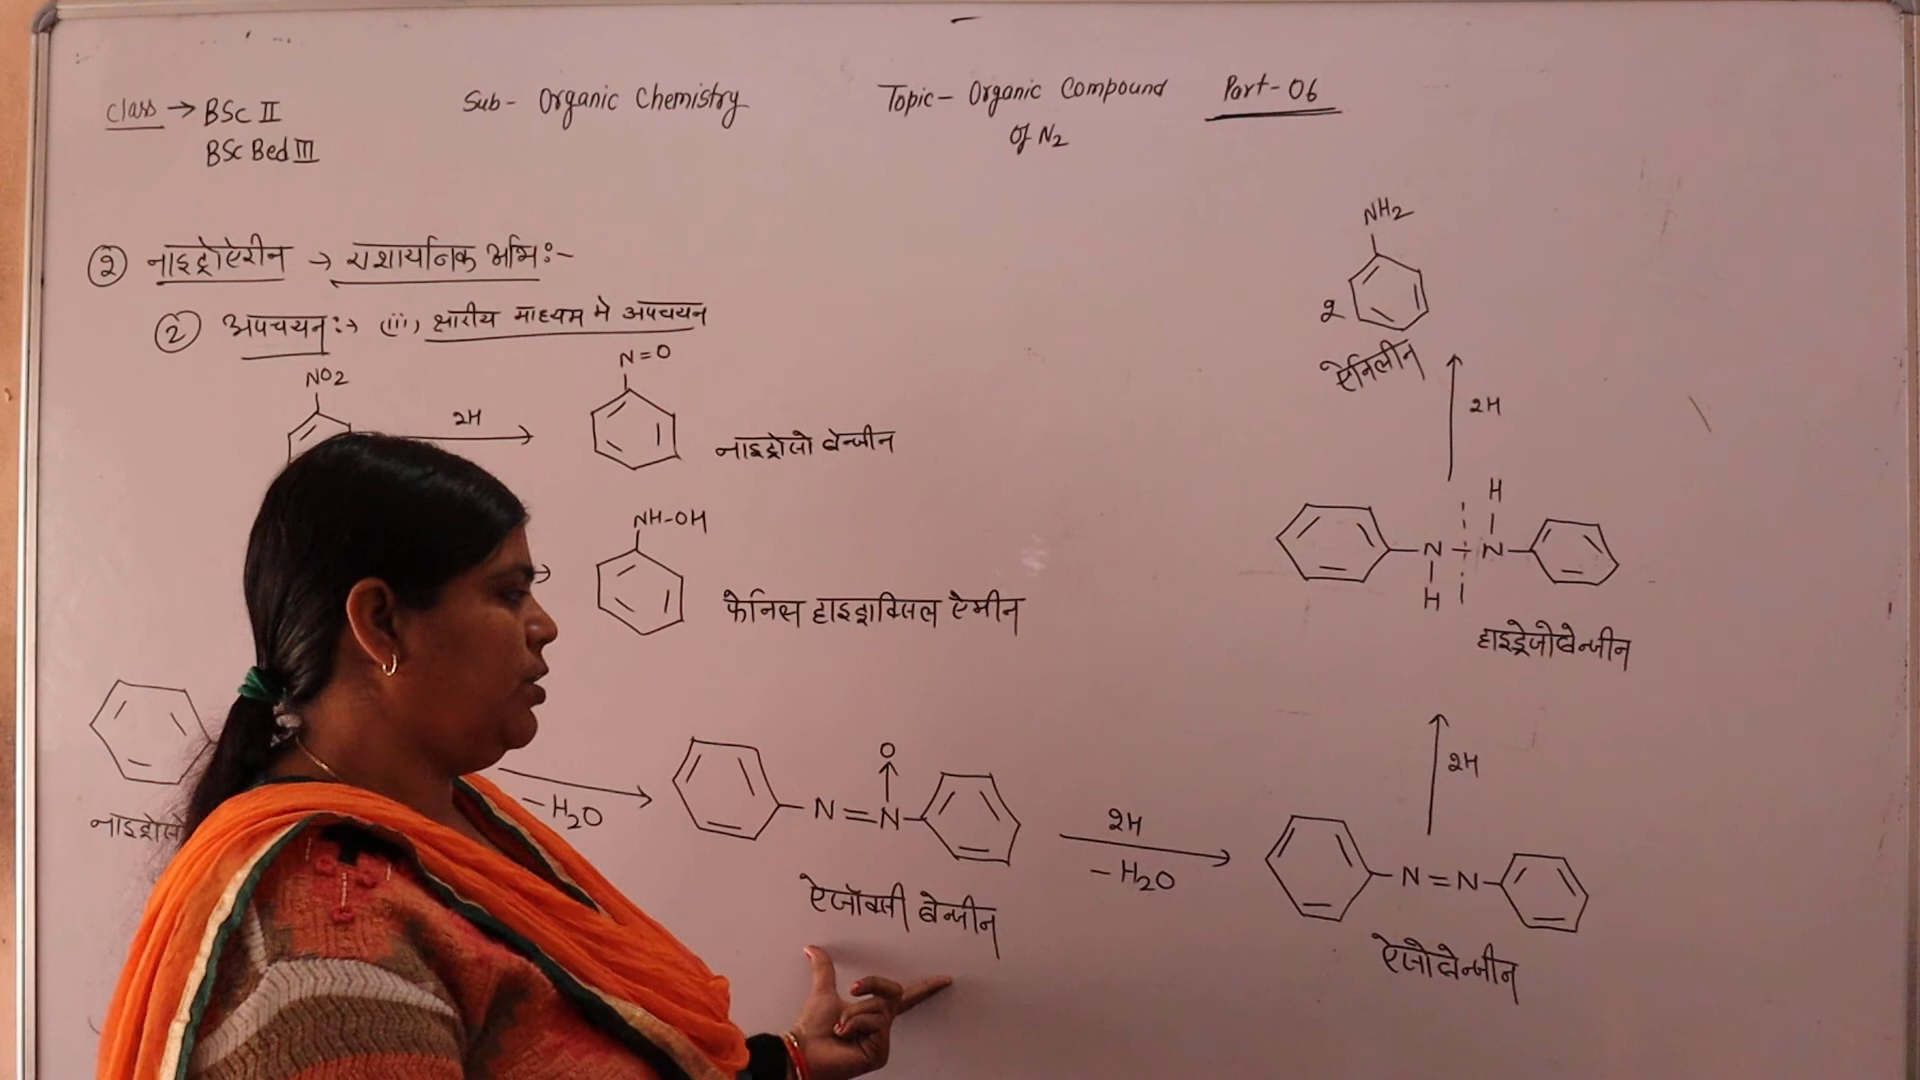 Class → BSc II
BSc Bed III
Sub- Organic Chemistry
Topic- Organic Compound
of N2
Part-06
२ नाइट्रोऐरीन → रासायनिक अभिः-
② अपचयनः→ (iii) क्षारीय माध्यम मे अपचयन
NO2
2H
N=O
नाइट्रोसो बेन्जीन
NH-OH
फेनिल हाइड्राक्सिल ऐमीन
-H2O
O
N=N
ऐजॉक्सी बेन्जीन
2H
-H2O
N=N
ऐजोबेन्जीन
2H
H
N-N
H
हाइड्रेजोबेन्जीन
2H
NH2
2
ऐनिलीन